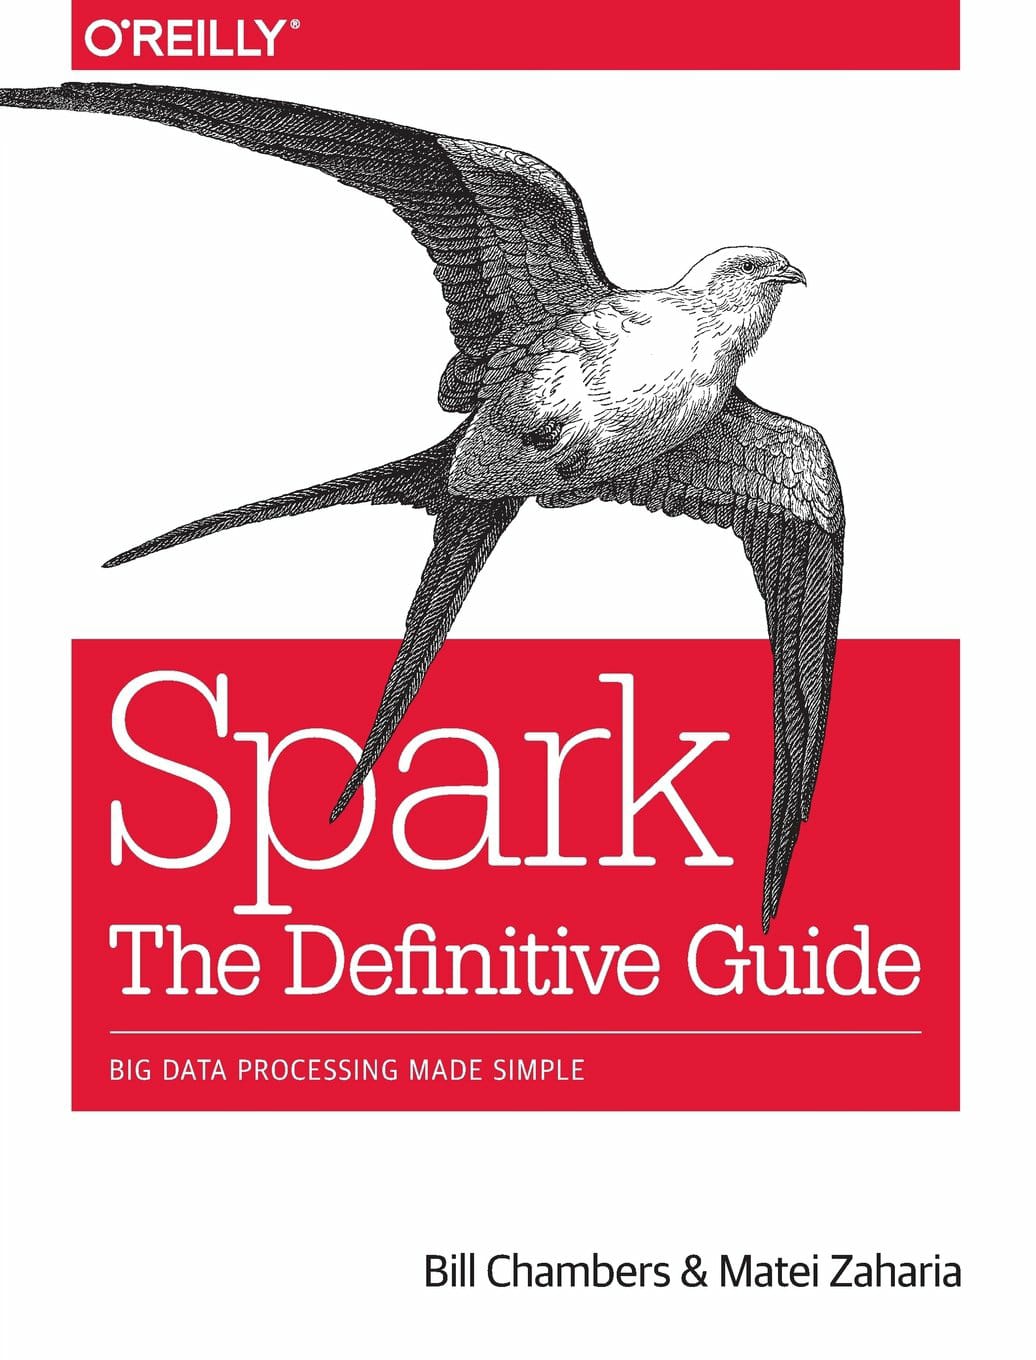 O'REILLY®
Spark
The Definitive Guide
BIG DATA PROCESSING MADE SIMPLE
Bill Chambers & Matei Zaharia